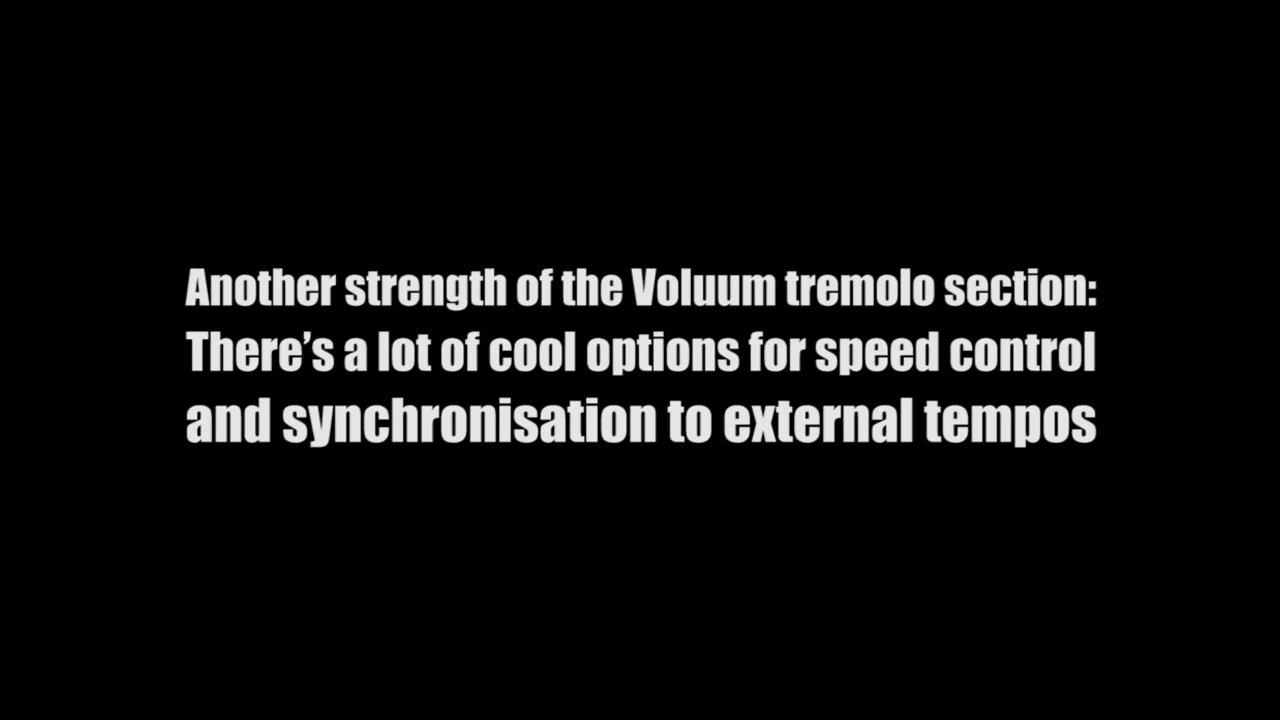 Another strength of the Voluum tremolo section:
There’s a lot of cool options for speed control
and synchronisation to external tempos